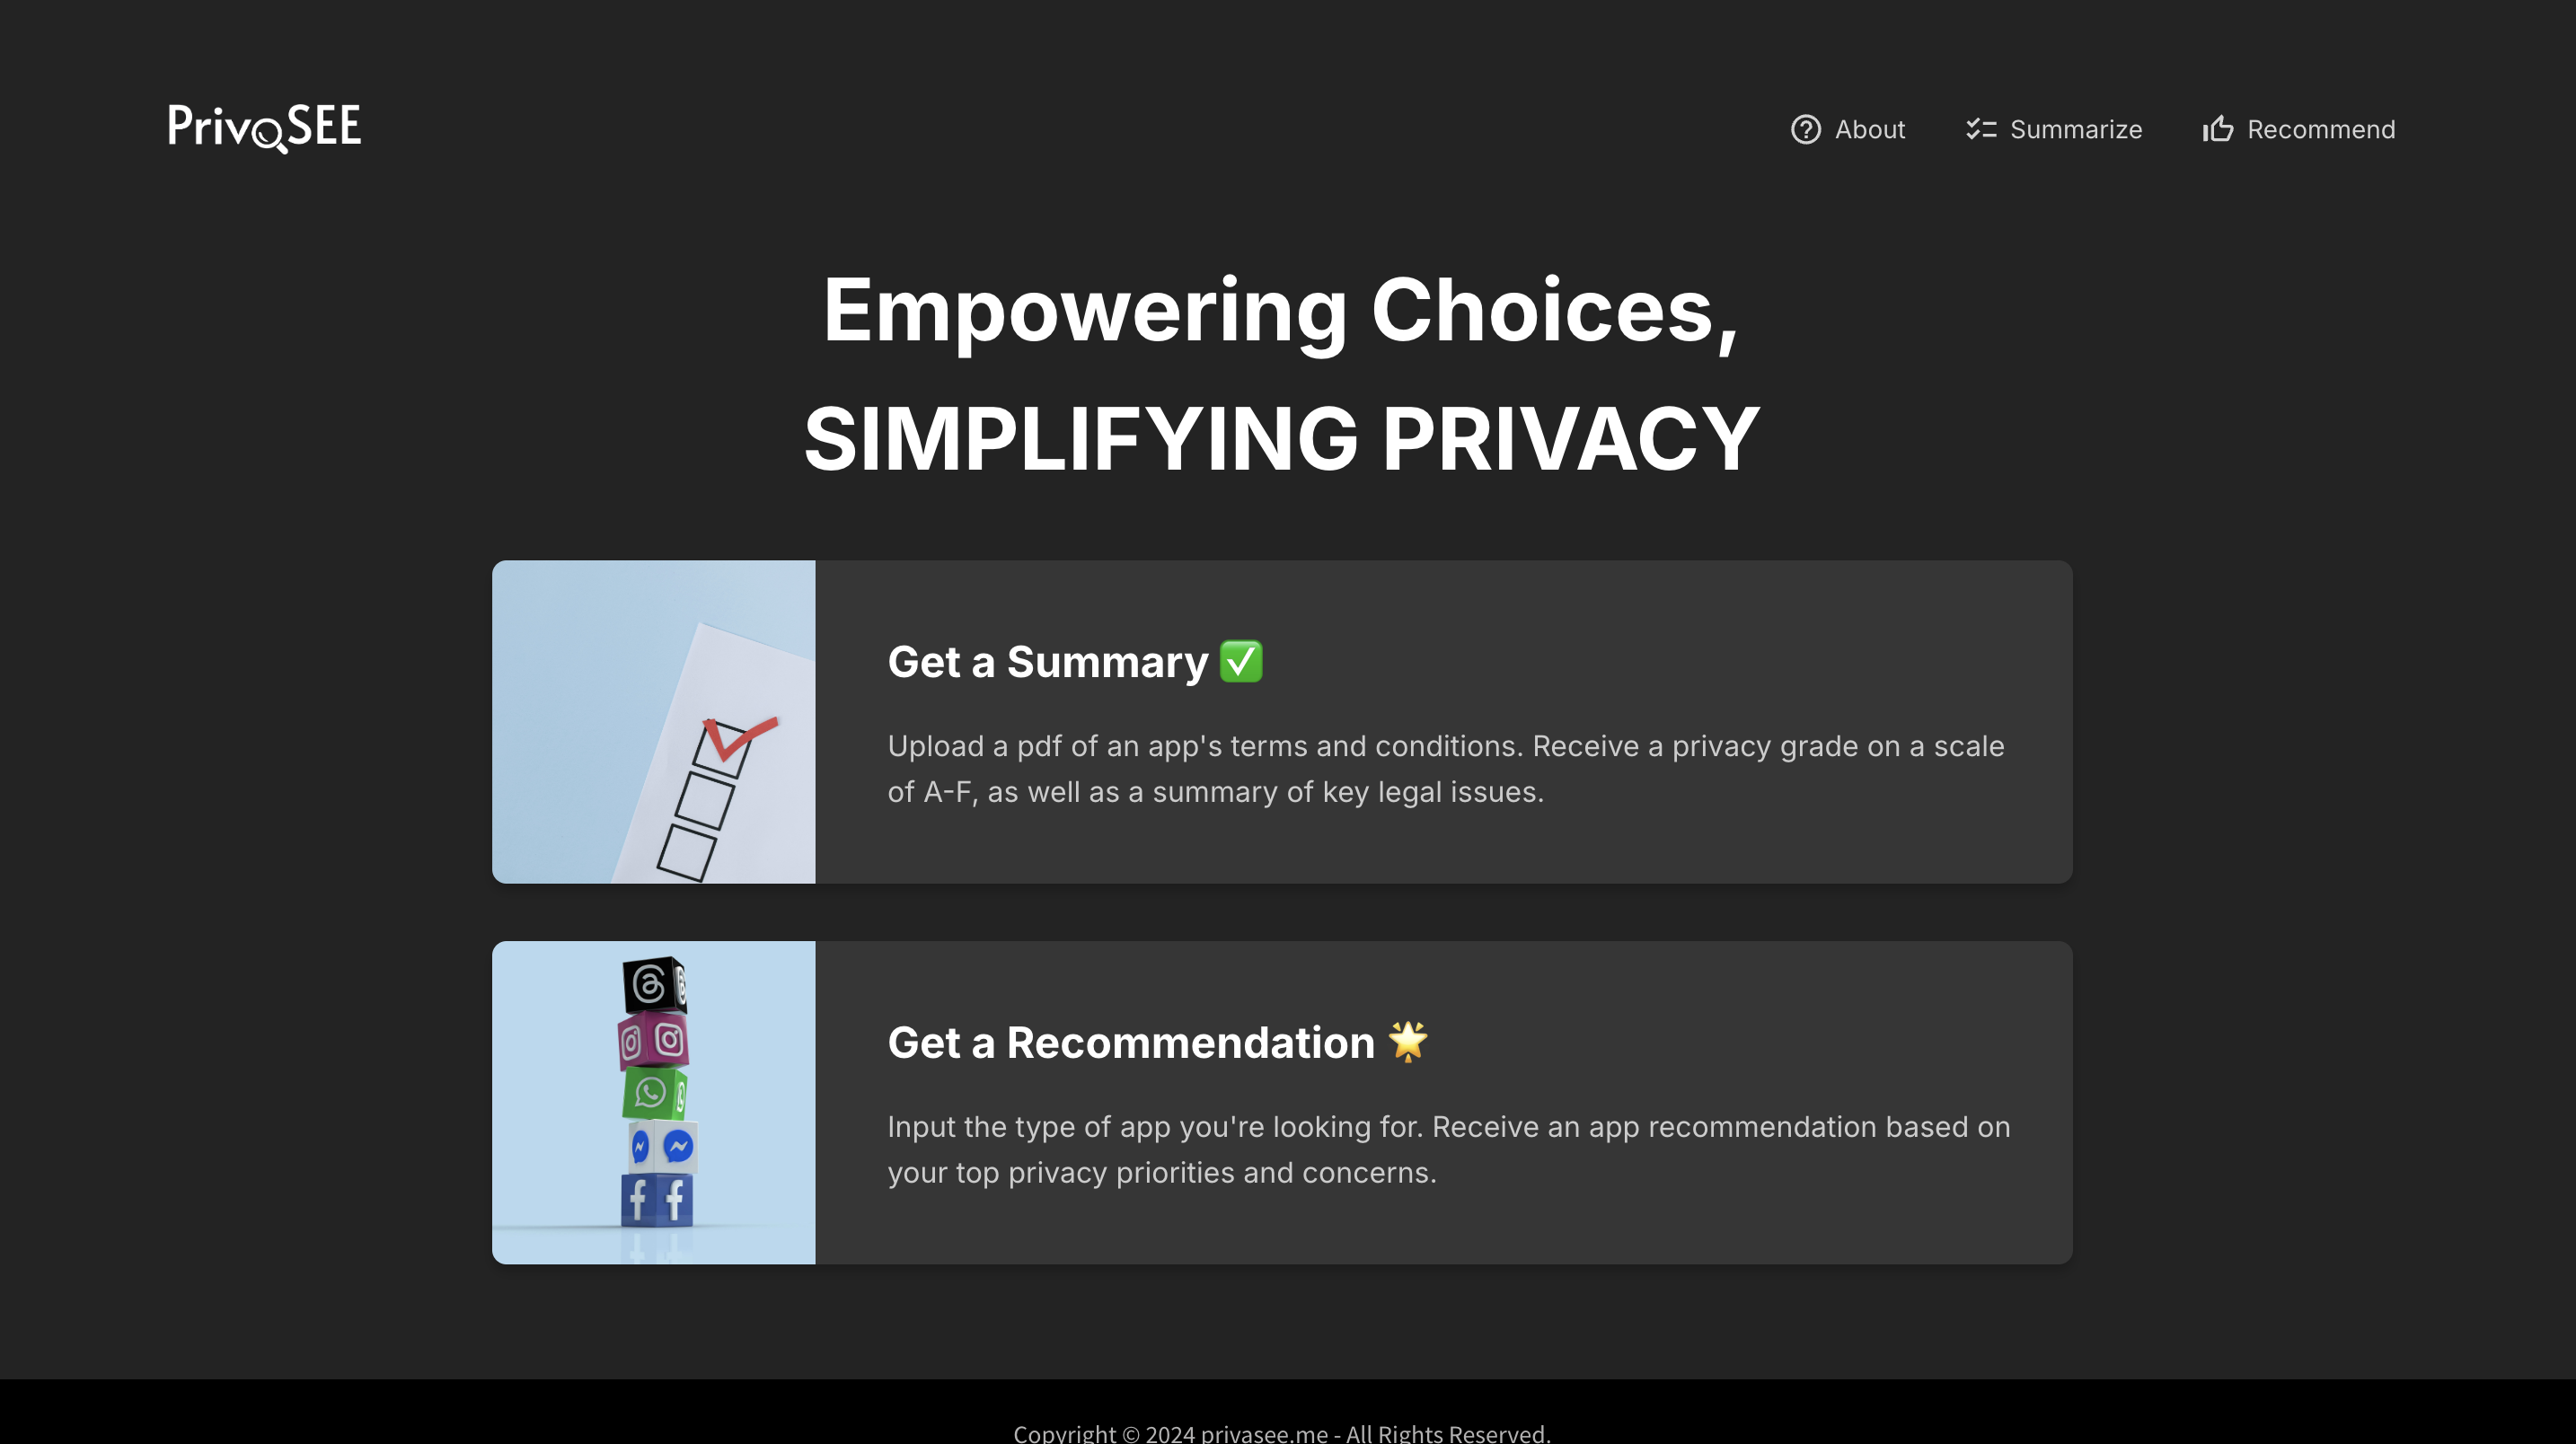 PrivaSEE
About
Summarize
Recommend
Empowering Choices,
SIMPLIFYING PRIVACY
Get a Summary ✅
Upload a pdf of an app's terms and conditions. Receive a privacy grade on a scale
of A-F, as well as a summary of key legal issues.
Get a Recommendation 🌟
Input the type of app you're looking for. Receive an app recommendation based on
your top privacy priorities and concerns.
Copyright © 2024 privasee.me - All Rights Reserved.